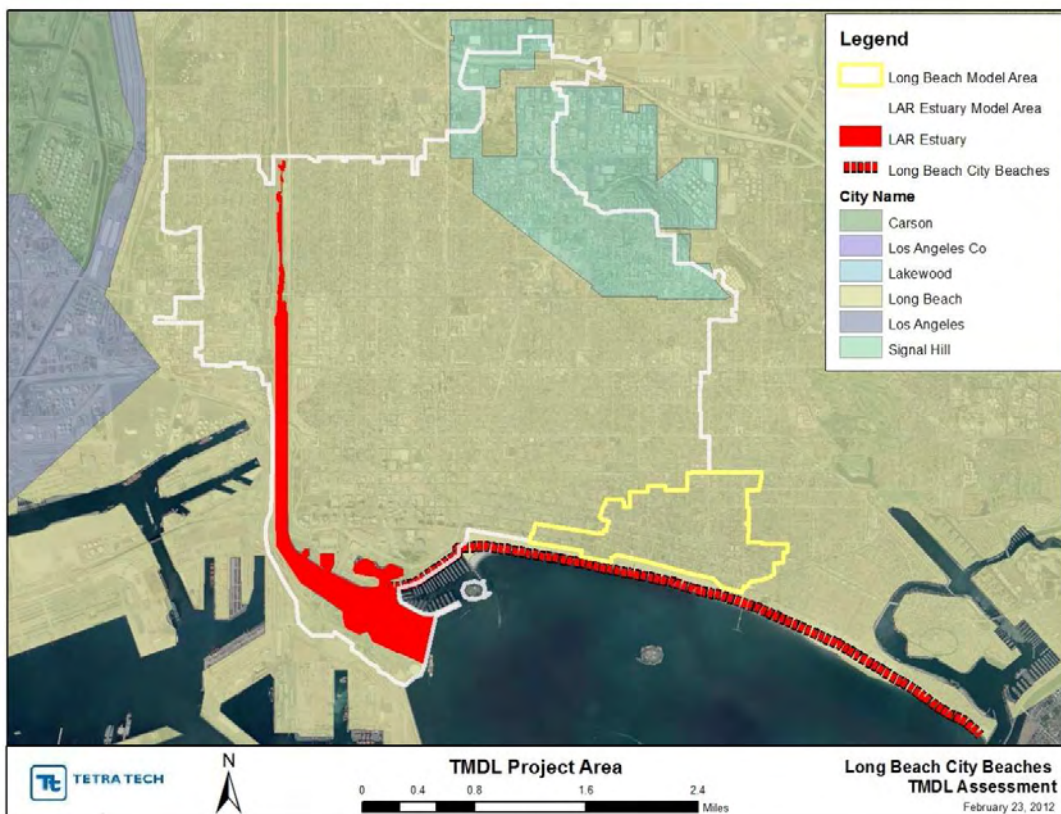 Legend
Long Beach Model Area
LAR Estuary Model Area
LAR Estuary
Long Beach City Beaches
City Name
Carson
Los Angeles Co
Lakewood
Long Beach
Los Angeles
Signal Hill
Tt TETRA TECH
N
TMDL Project Area
0 0.4 0.8 1.6 2.4
Miles
Long Beach City Beaches
TMDL Assessment
February 23, 2012